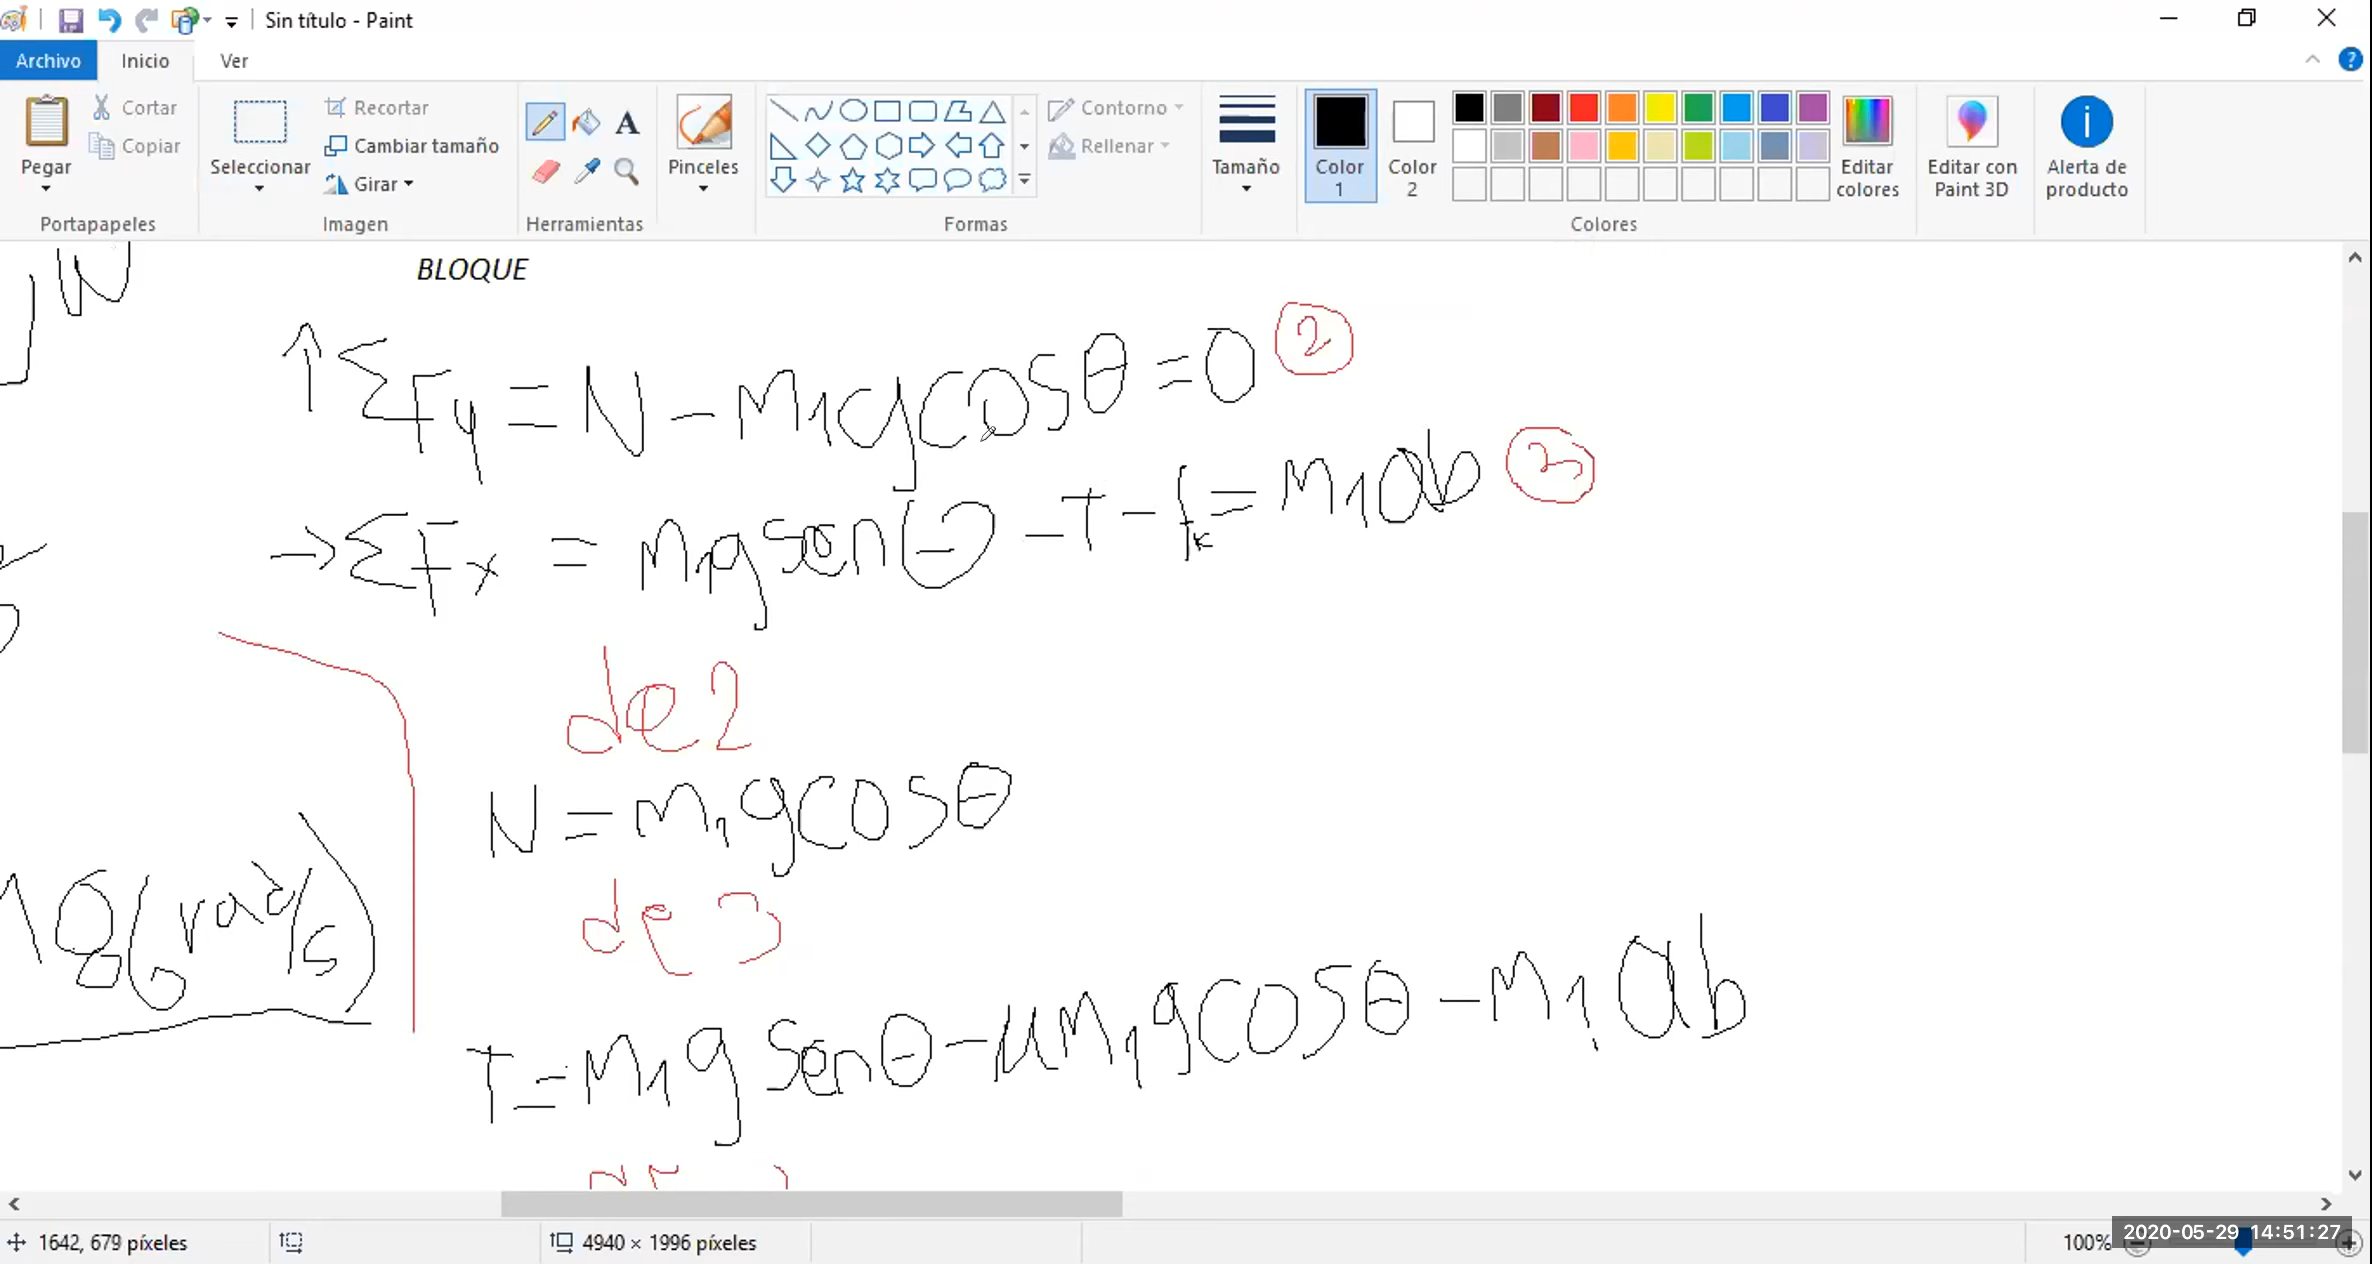 Sin título - Paint
Archivo Inicio Ver
Pegar
Cortar
Copiar
Portapapeles
Seleccionar
Recortar
Cambiar tamaño
Girar
Imagen
A
Herramientas
Pinceles
Contorno
Rellenar
Formas
Tamaño
Color 1
Color 2
Editar colores
Colores
Editar con Paint 3D
Alerta de producto
N
BLOQUE
↑ΣFy = N - m1gcosθ = 0 2
→ΣFx = m1gsenθ - T - fk = m1ab 3
de 2
N = m1gcosθ
de 3
rad/s
T = m1g senθ - μm1gcosθ - m1ab
1642, 679 píxeles
4940 × 1996 píxeles
100%
2020-05-29 14:51:27